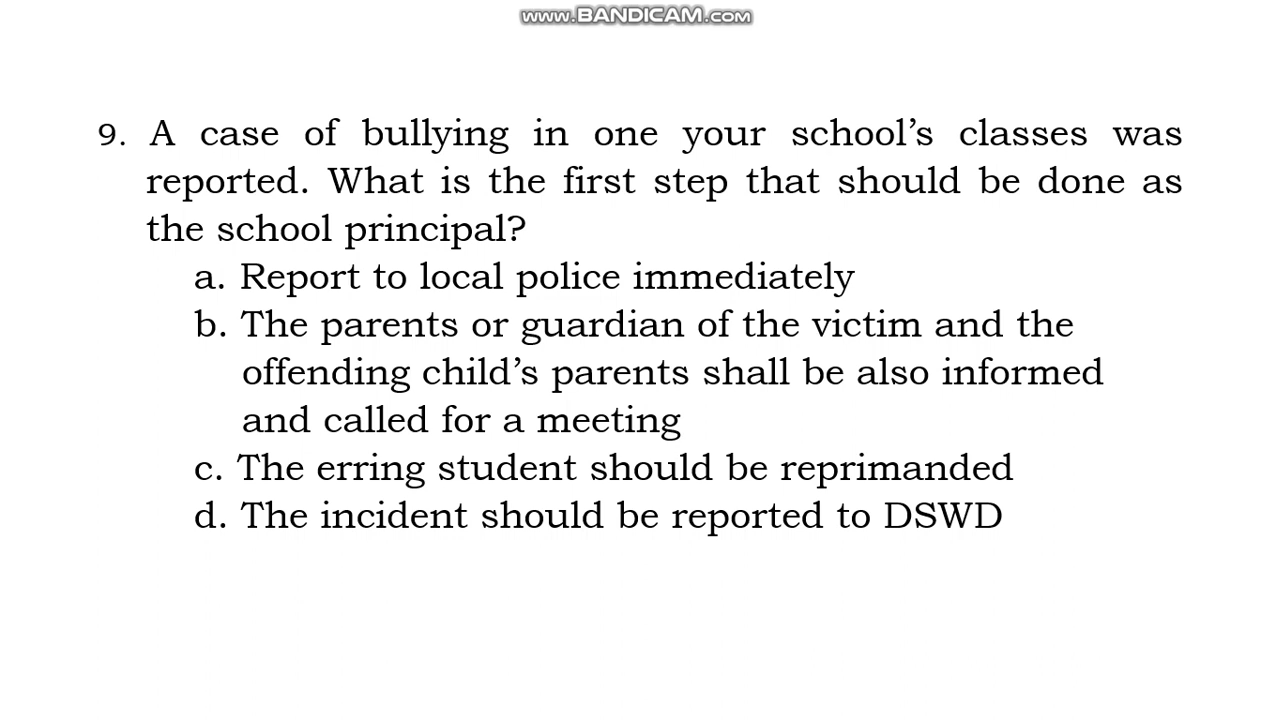 www.BANDICAM.com
9. A case of bullying in one your school's classes was
reported. What is the first step that should be done as
the school principal?
a. Report to local police immediately
b. The parents or guardian of the victim and the
offending child's parents shall be also informed
and called for a meeting
c. The erring student should be reprimanded
d. The incident should be reported to DSWD